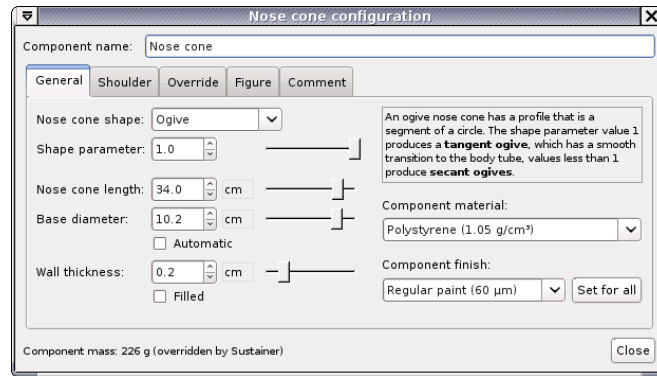 Nose cone configuration
Component name: Nose cone
General Shoulder Override Figure Comment
Nose cone shape: Ogive
Shape parameter: 1.0
Nose cone length: 34.0 cm
Base diameter: 10.2 cm
Automatic
Wall thickness: 0.2 cm
Filled
An ogive nose cone has a profile that is a
segment of a circle. The shape parameter value 1
produces a tangent ogive, which has a smooth
transition to the body tube, values less than 1
produce secant ogives.
Component material:
Polystyrene (1.05 g/cm³)
Component finish:
Regular paint (60 μm) Set for all
Component mass: 226 g (overridden by Sustainer) Close